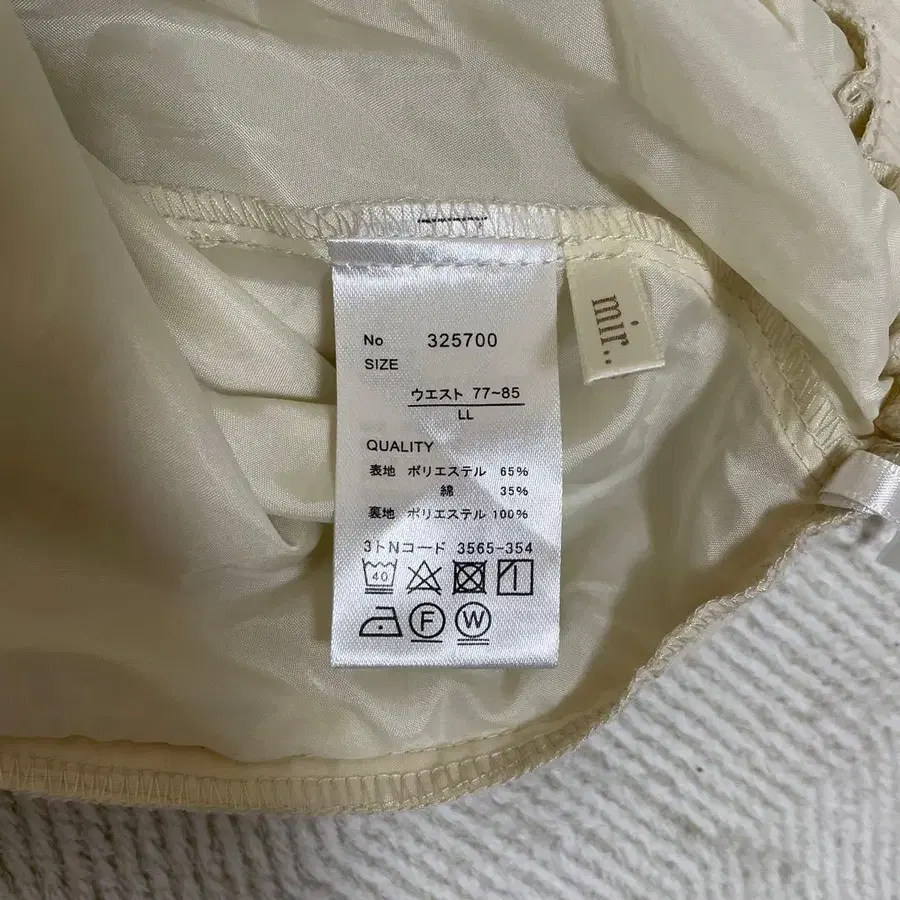 No 325700
SIZE
ウエスト 77~85
LL
QUALITY
表地 ポリエステル 65%
綿 35%
裏地 ポリエステル 100%
3トNコード 3565-354
40
F W
mir..